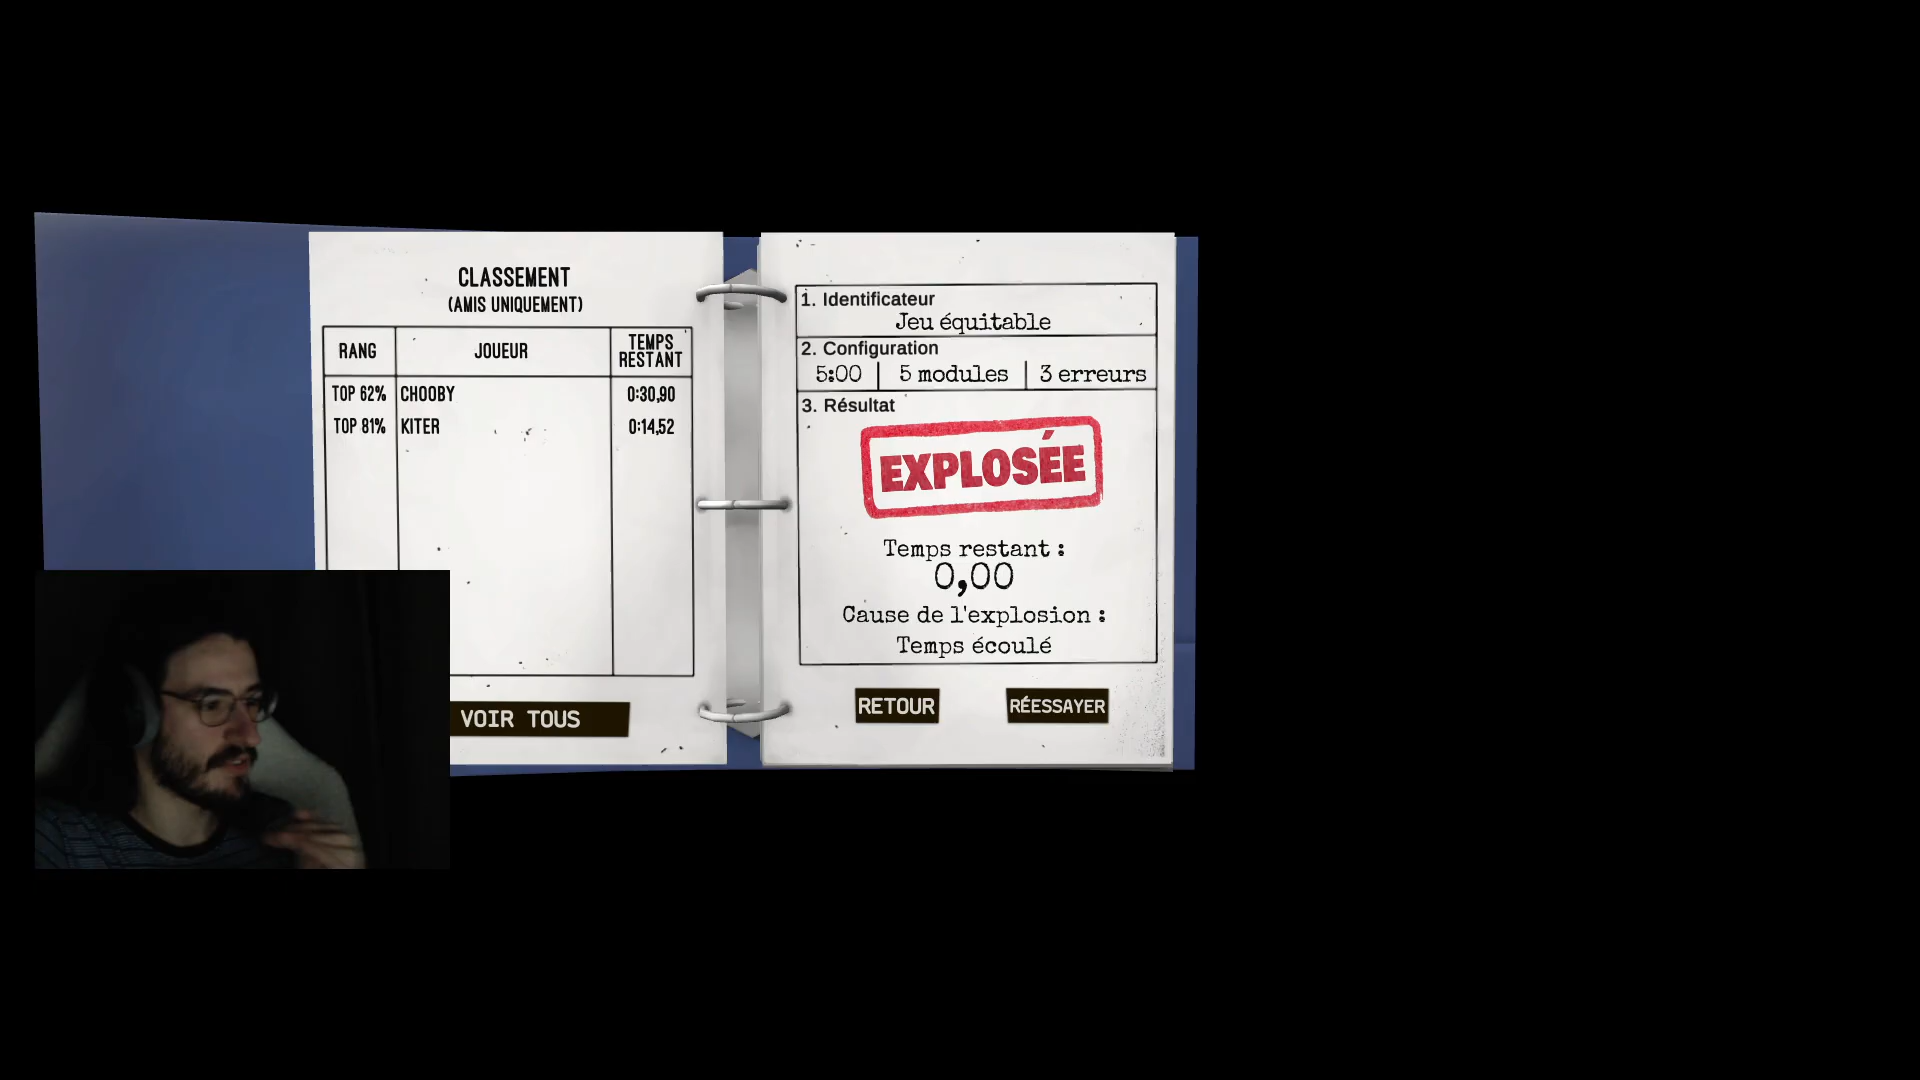 CLASSEMENT
(AMIS UNIQUEMENT)
RANG JOUEUR TEMPS RESTANT
TOP 62% CHOOBY 0:30,90
TOP 81% KITER 0:14,52
VOIR TOUS
1. Identificateur
Jeu équitable
2. Configuration
5:00 5 modules 3 erreurs
3. Résultat
EXPLOSÉE
Temps restant :
0,00
Cause de l'explosion :
Temps écoulé
RETOUR RÉESSAYER